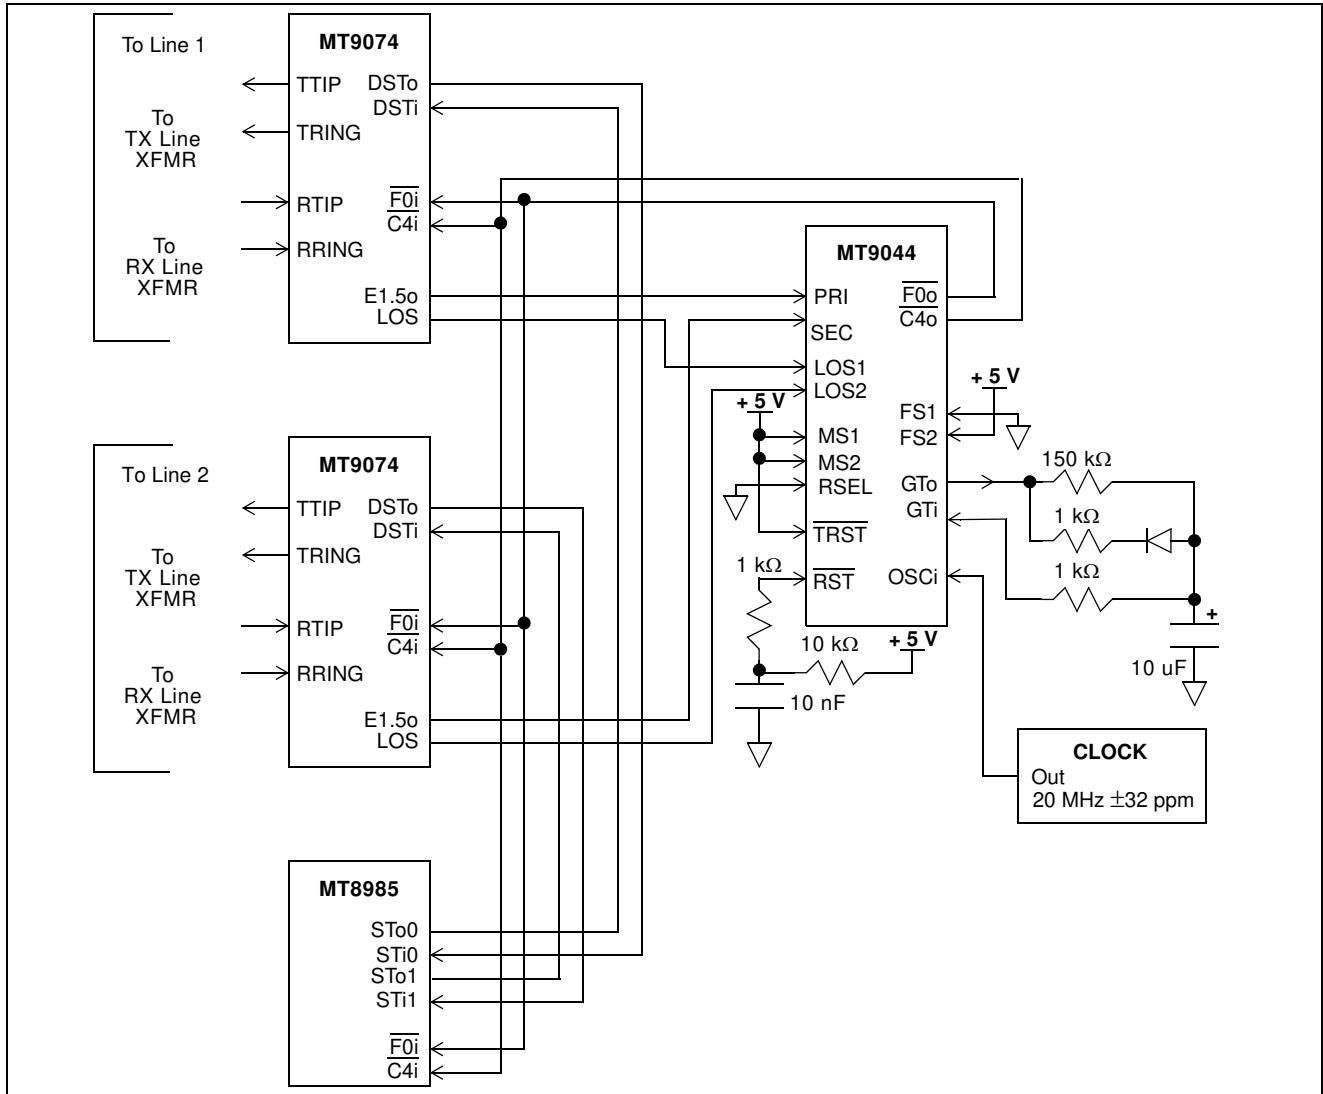 To Line 1
To
TX Line
XFMR
To
RX Line
XFMR
MT9074
TTIP DSTo
DSTi
TRING
RTIP F0i
C4i
RRING
E1.5o
LOS
MT9044
PRI F0o
C4o
SEC
LOS1
LOS2
+ 5 V
+ 5 V
FS1
FS2
MS1
MS2
RSEL
GTo
GTi
TRST
RST
OSCi
150 kΩ
1 kΩ
1 kΩ
+
10 uF
1 kΩ
10 kΩ
+ 5 V
10 nF
CLOCK
Out
20 MHz ±32 ppm
To Line 2
To
TX Line
XFMR
To
RX Line
XFMR
MT9074
TTIP DSTo
DSTi
TRING
RTIP F0i
C4i
RRING
E1.5o
LOS
MT8985
STo0
STi0
STo1
STi1
F0i
C4i